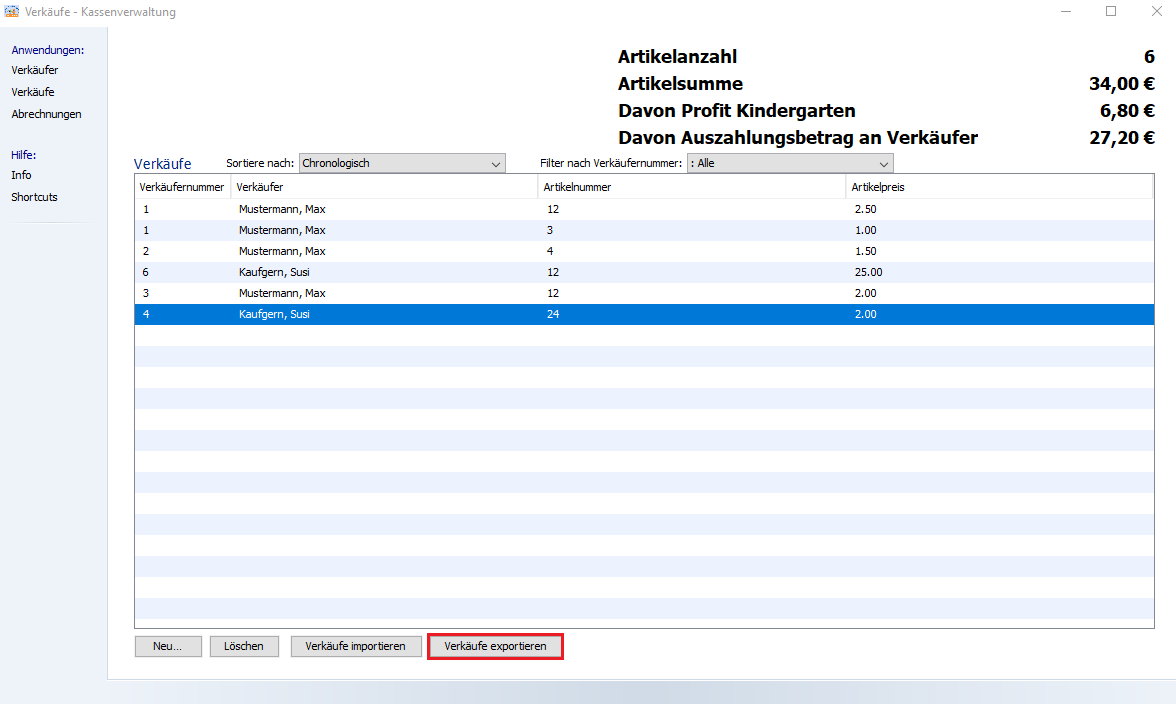 Verkäufe - Kassenverwaltung
Anwendungen:
Verkäufer
Verkäufe
Abrechnungen
Hilfe:
Info
Shortcuts
Artikelanzahl 6
Artikelsumme 34,00 €
Davon Profit Kindergarten 6,80 €
Davon Auszahlungsbetrag an Verkäufer 27,20 €
Verkäufe Sortiere nach: Chronologisch Filter nach Verkäufernummer: : Alle
Verkäufernummer Verkäufer Artikelnummer Artikelpreis
1 Mustermann, Max 12 2.50
1 Mustermann, Max 3 1.00
2 Mustermann, Max 4 1.50
6 Kaufgern, Susi 12 25.00
3 Mustermann, Max 12 2.00
4 Kaufgern, Susi 24 2.00
Neu... Löschen Verkäufe importieren Verkäufe exportieren